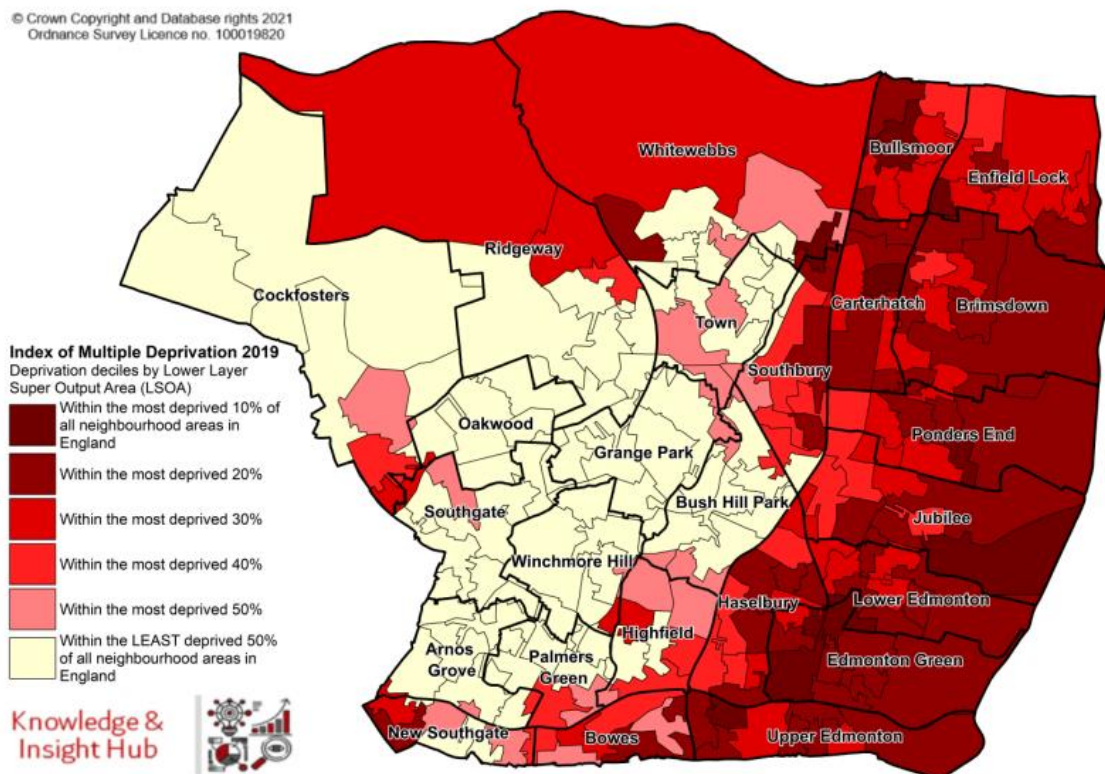 © Crown Copyright and Database rights 2021
Ordnance Survey Licence no. 100019820
Whitewebbs
Bullsmoor
Enfield Lock
Ridgeway
Cockfosters
Town
Carterhatch
Brimsdown
Southbury
Oakwood
Grange Park
Ponders End
Southgate
Bush Hill Park
Jubilee
Winchmore Hill
Haselbury
Lower Edmonton
Highfield
Arnos
Grove
Palmers
Green
Edmonton Green
New Southgate
Bowes
Upper Edmonton
Index of Multiple Deprivation 2019
Deprivation deciles by Lower Layer
Super Output Area (LSOA)
Within the most deprived 10% of
all neighbourhood areas in
England
Within the most deprived 20%
Within the most deprived 30%
Within the most deprived 40%
Within the most deprived 50%
Within the LEAST deprived 50%
of all neighbourhood areas in
England
Knowledge &
Insight Hub